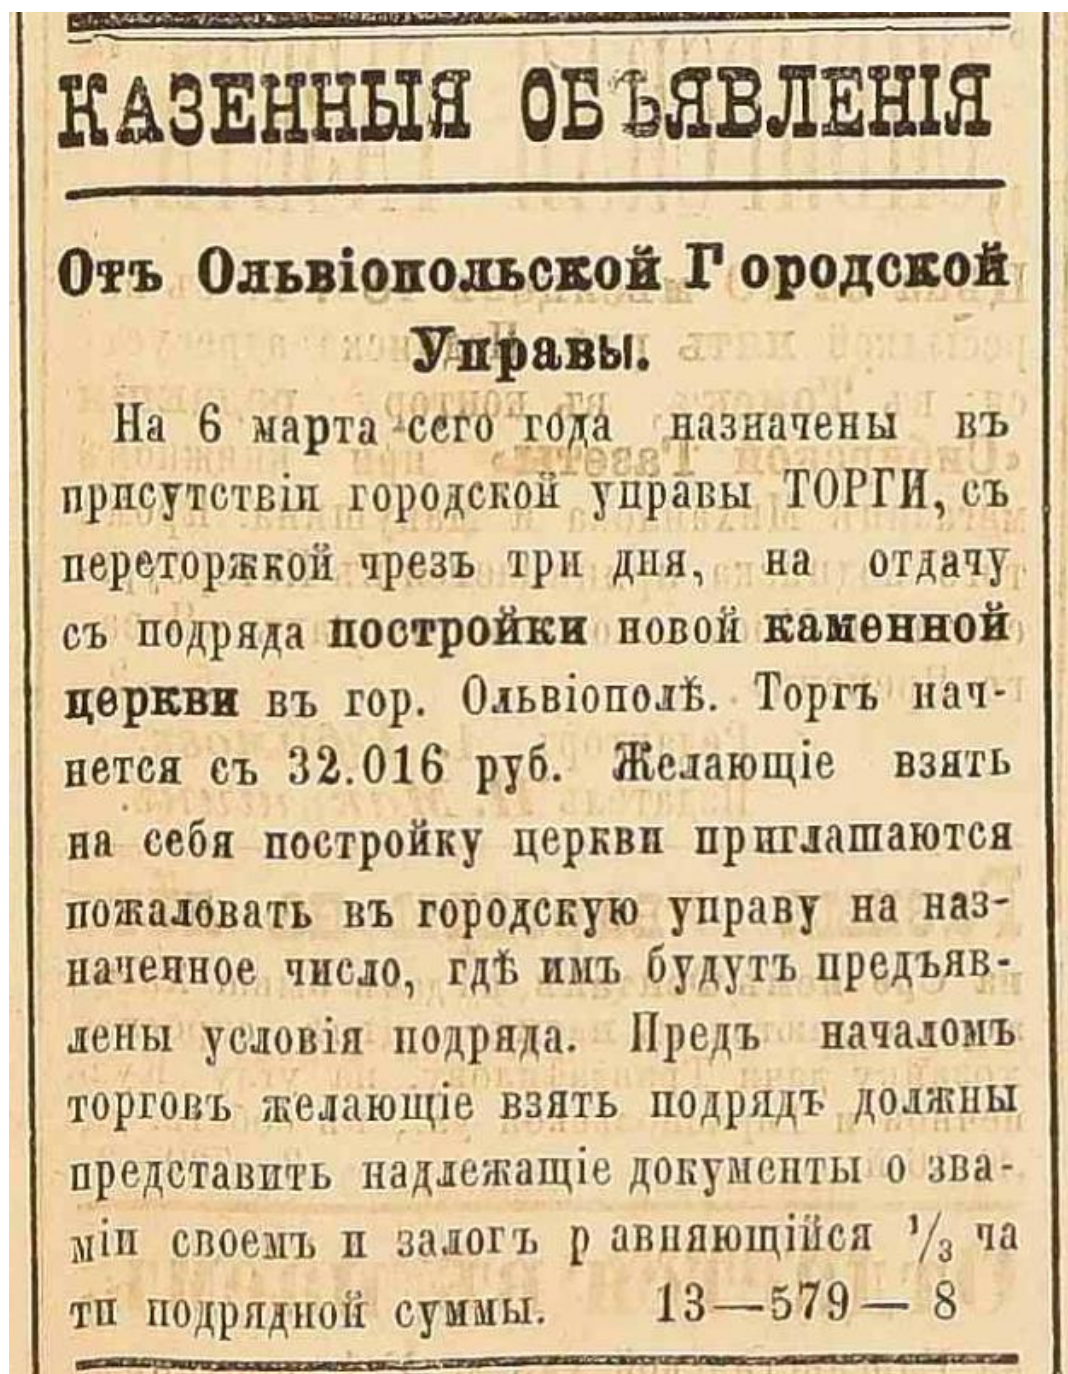 КАЗЕННЫЯ ОБЪЯВЛЕНІЯ
Отъ Ольвіопольской Г ородской
Управы.
На 6 марта сего года назначены въ
присутствіи городской управы ТОРГИ, съ
переторжкой чрезъ три дня, на отдачу
съ подряда постройки новой каменной
церкви въ гор. Ольвіополѣ. Торгъ нач-
нется съ 32.016 руб. Желающіе взять
на себя постройку церкви приглашаются
пожаловать въ городскую управу на наз-
наченное число, гдѣ имъ будутъ предъяв-
лены условія подряда. Предъ началомъ
торговъ желающіе взять подрядъ должны
представить надлежащіе документы о зва-
міи своемъ и залогъ р авняющійся 1/3 ча
ти подрядной суммы. 13—579— 8